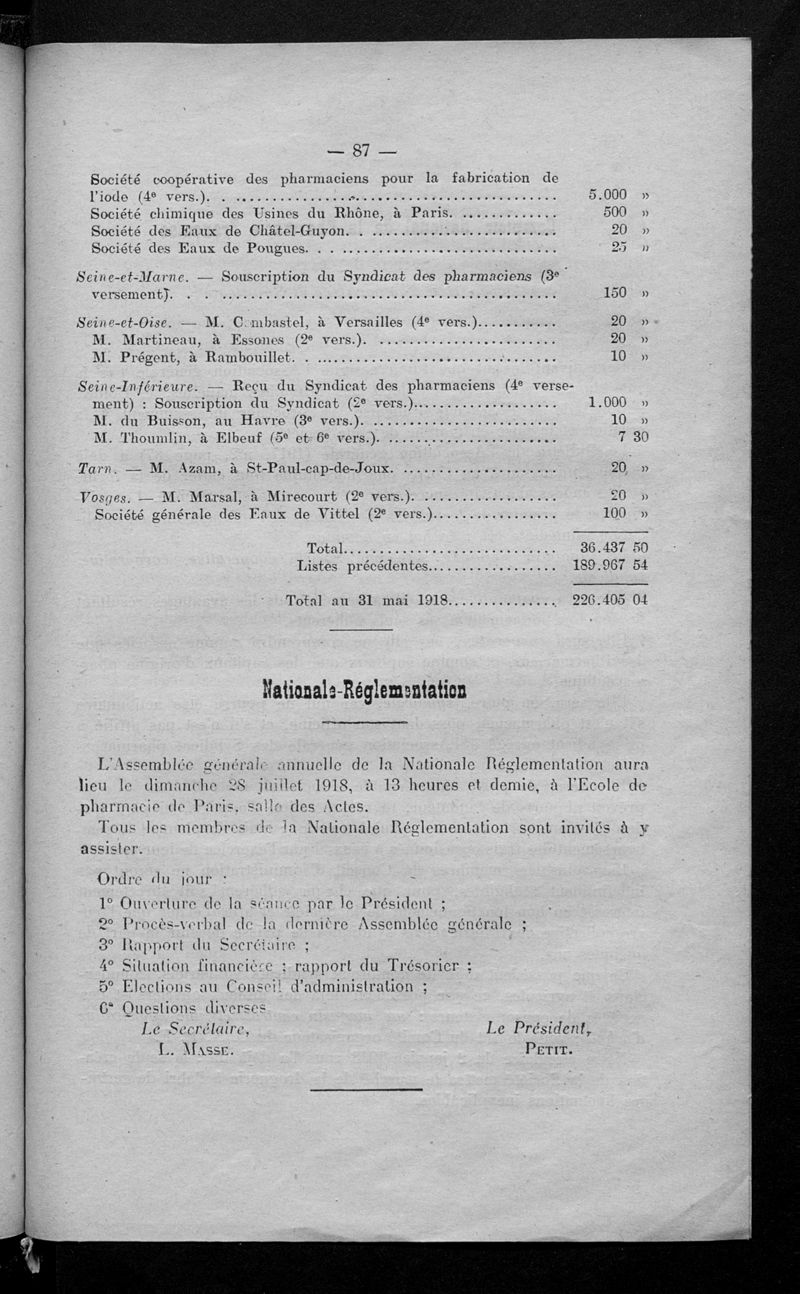 — 87 —
Société coopérative des pharmaciens pour la fabrication de
l'iode (4e vers.). . ........................................ 5.000 »
Société chimique des Usines du Rhône, à Paris. ............. 500 »
Société des Eaux de Châtel-Guyon. . ........................ 20 »
Société des Eaux de Pougues. . ............................. 25 »
Seine-et-Marne. — Souscription du Syndicat des pharmaciens (3e
versement). . . ............................................ 150 »
Seine-et-Oise. — M. Combastel, à Versailles (4e vers.)........... 20 »
M. Martineau, à Essones (2e vers.). ........................ 20 »
M. Prégent, à Rambouillet. . ............................... 10 »
Seine-Inférieure. — Reçu du Syndicat des pharmaciens (4e verse-
ment) : Souscription du Syndicat (2e vers.)................... 1.000 »
M. du Buisson, au Havre (3e vers.). ........................ 10 »
M. Thoumlin, à Elbeuf (5e et 6e vers.). ...................... 7 30
Tarn. — M. Azam, à St-Paul-cap-de-Joux. ..................... 20 »
Vosges. — M. Marsal, à Mirecourt (2e vers.). .................. 20 »
Société générale des Eaux de Vittel (2e vers.)................. 100 »
Total............................ 36.437 50
Listes précédentes................. 189.967 54
Total au 31 mai 1918............... 226.405 04
Nationale-Réglementation
L'Assemblée générale annuelle de la Nationale Réglementation aura
lieu le dimanche 28 juillet 1918, à 13 heures et demie, à l'Ecole de
pharmacie de Paris, salle des Actes.
Tous les membres de la Nationale Réglementation sont invités à y
assister.
Ordre du jour :
1° Ouverture de la séance par le Président ;
2° Procès-verbal de la dernière Assemblée générale ;
3° Rapport du Secrétaire ;
4° Situation financière ; rapport du Trésorier ;
5° Elections au Conseil d'administration ;
6° Questions diverses
Le Secrétaire, Le Président,
L. MASSE. PETIT.